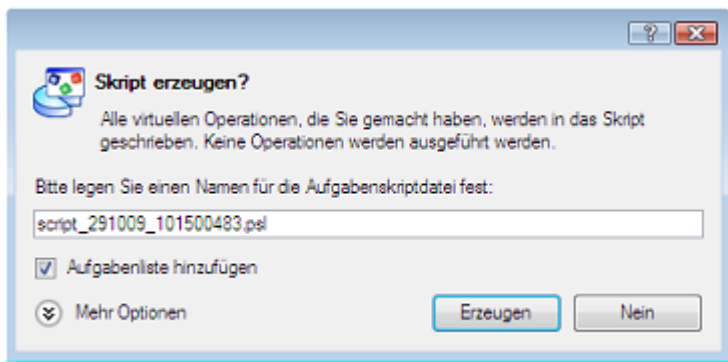 Skript erzeugen?
Alle virtuellen Operationen, die Sie gemacht haben, werden in das Skript
geschrieben. Keine Operationen werden ausgeführt werden.
Bitte legen Sie einen Namen für die Aufgabenskriptdatei fest:
script_291009_101500483.psl
Aufgabenliste hinzufügen
Mehr Optionen
Erzeugen
Nein